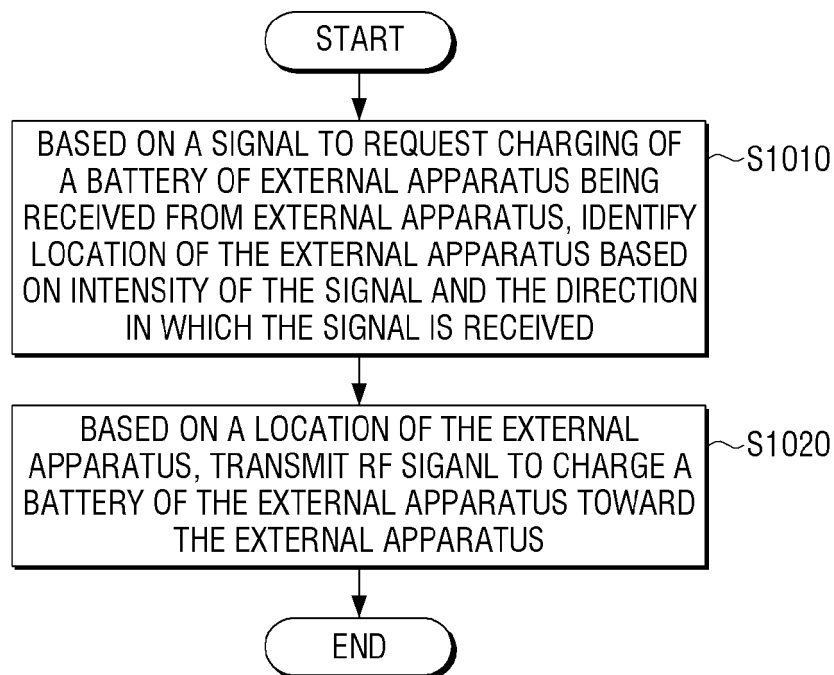 START
BASED ON A SIGNAL TO REQUEST CHARGING OF
A BATTERY OF EXTERNAL APPARATUS BEING
RECEIVED FROM EXTERNAL APPARATUS, IDENTIFY
LOCATION OF THE EXTERNAL APPARATUS BASED
ON INTENSITY OF THE SIGNAL AND THE DIRECTION
IN WHICH THE SIGNAL IS RECEIVED
S1010
BASED ON A LOCATION OF THE EXTERNAL
APPARATUS, TRANSMIT RF SIGANL TO CHARGE A
BATTERY OF THE EXTERNAL APPARATUS TOWARD
THE EXTERNAL APPARATUS
S1020
END